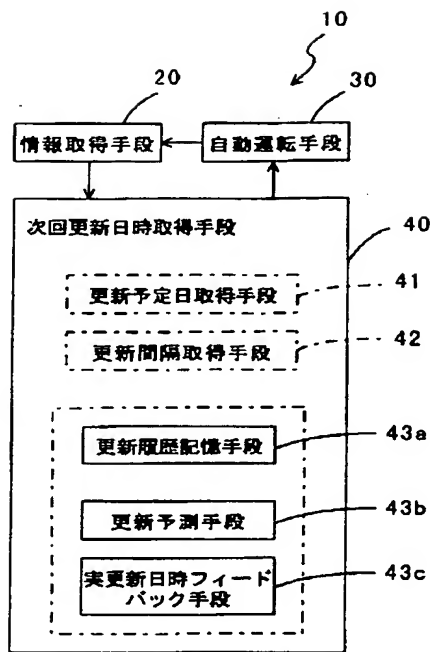 10
20
30
情報取得手段
自動運転手段
次回更新日時取得手段
40
更新予定日取得手段
41
更新間隔取得手段
42
更新履歴記憶手段
43a
更新予測手段
43b
実更新日時フィード
バック手段
43c